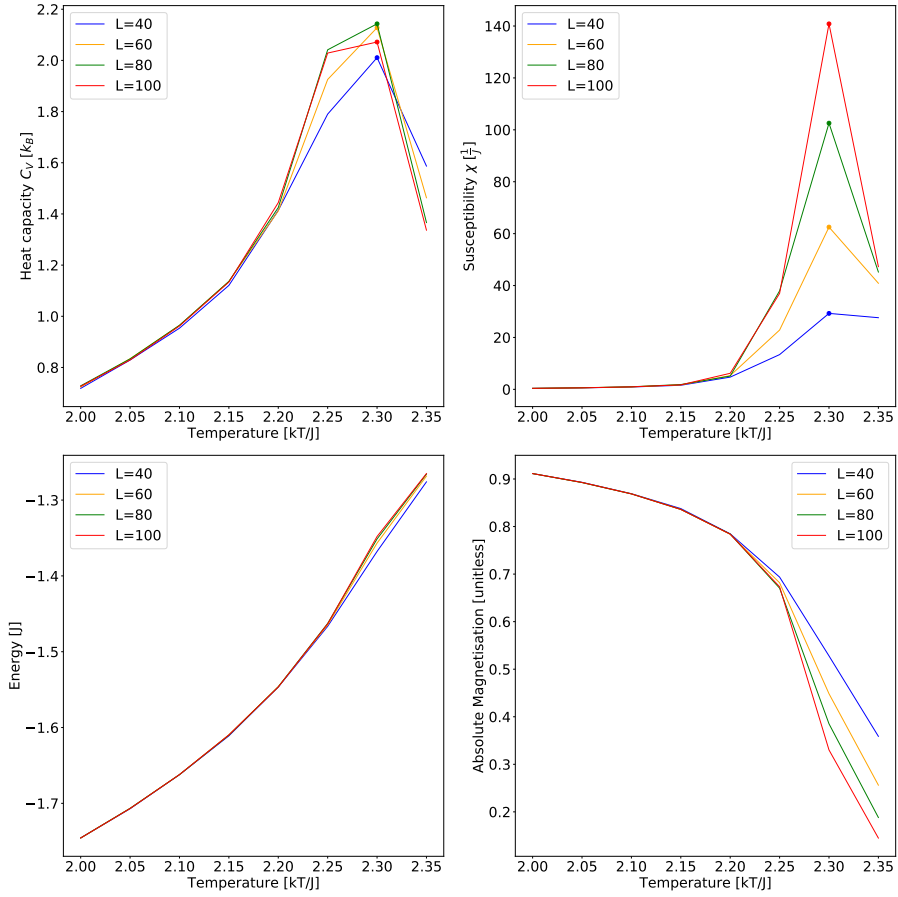 Heat capacity C_v [k_B]
2.2
2.0
1.8
1.6
1.4
1.2
1.0
0.8
L=40
L=60
L=80
L=100
2.00 2.05 2.10 2.15 2.20 2.25 2.30 2.35
Temperature [kT/J]
Susceptibility χ [1/J]
140
120
100
80
60
40
20
0
L=40
L=60
L=80
L=100
2.00 2.05 2.10 2.15 2.20 2.25 2.30 2.35
Temperature [kT/J]
Energy [J]
−1.3
−1.4
−1.5
−1.6
−1.7
L=40
L=60
L=80
L=100
2.00 2.05 2.10 2.15 2.20 2.25 2.30 2.35
Temperature [kT/J]
Absolute Magnetisation [unitless]
0.9
0.8
0.7
0.6
0.5
0.4
0.3
0.2
L=40
L=60
L=80
L=100
2.00 2.05 2.10 2.15 2.20 2.25 2.30 2.35
Temperature [kT/J]